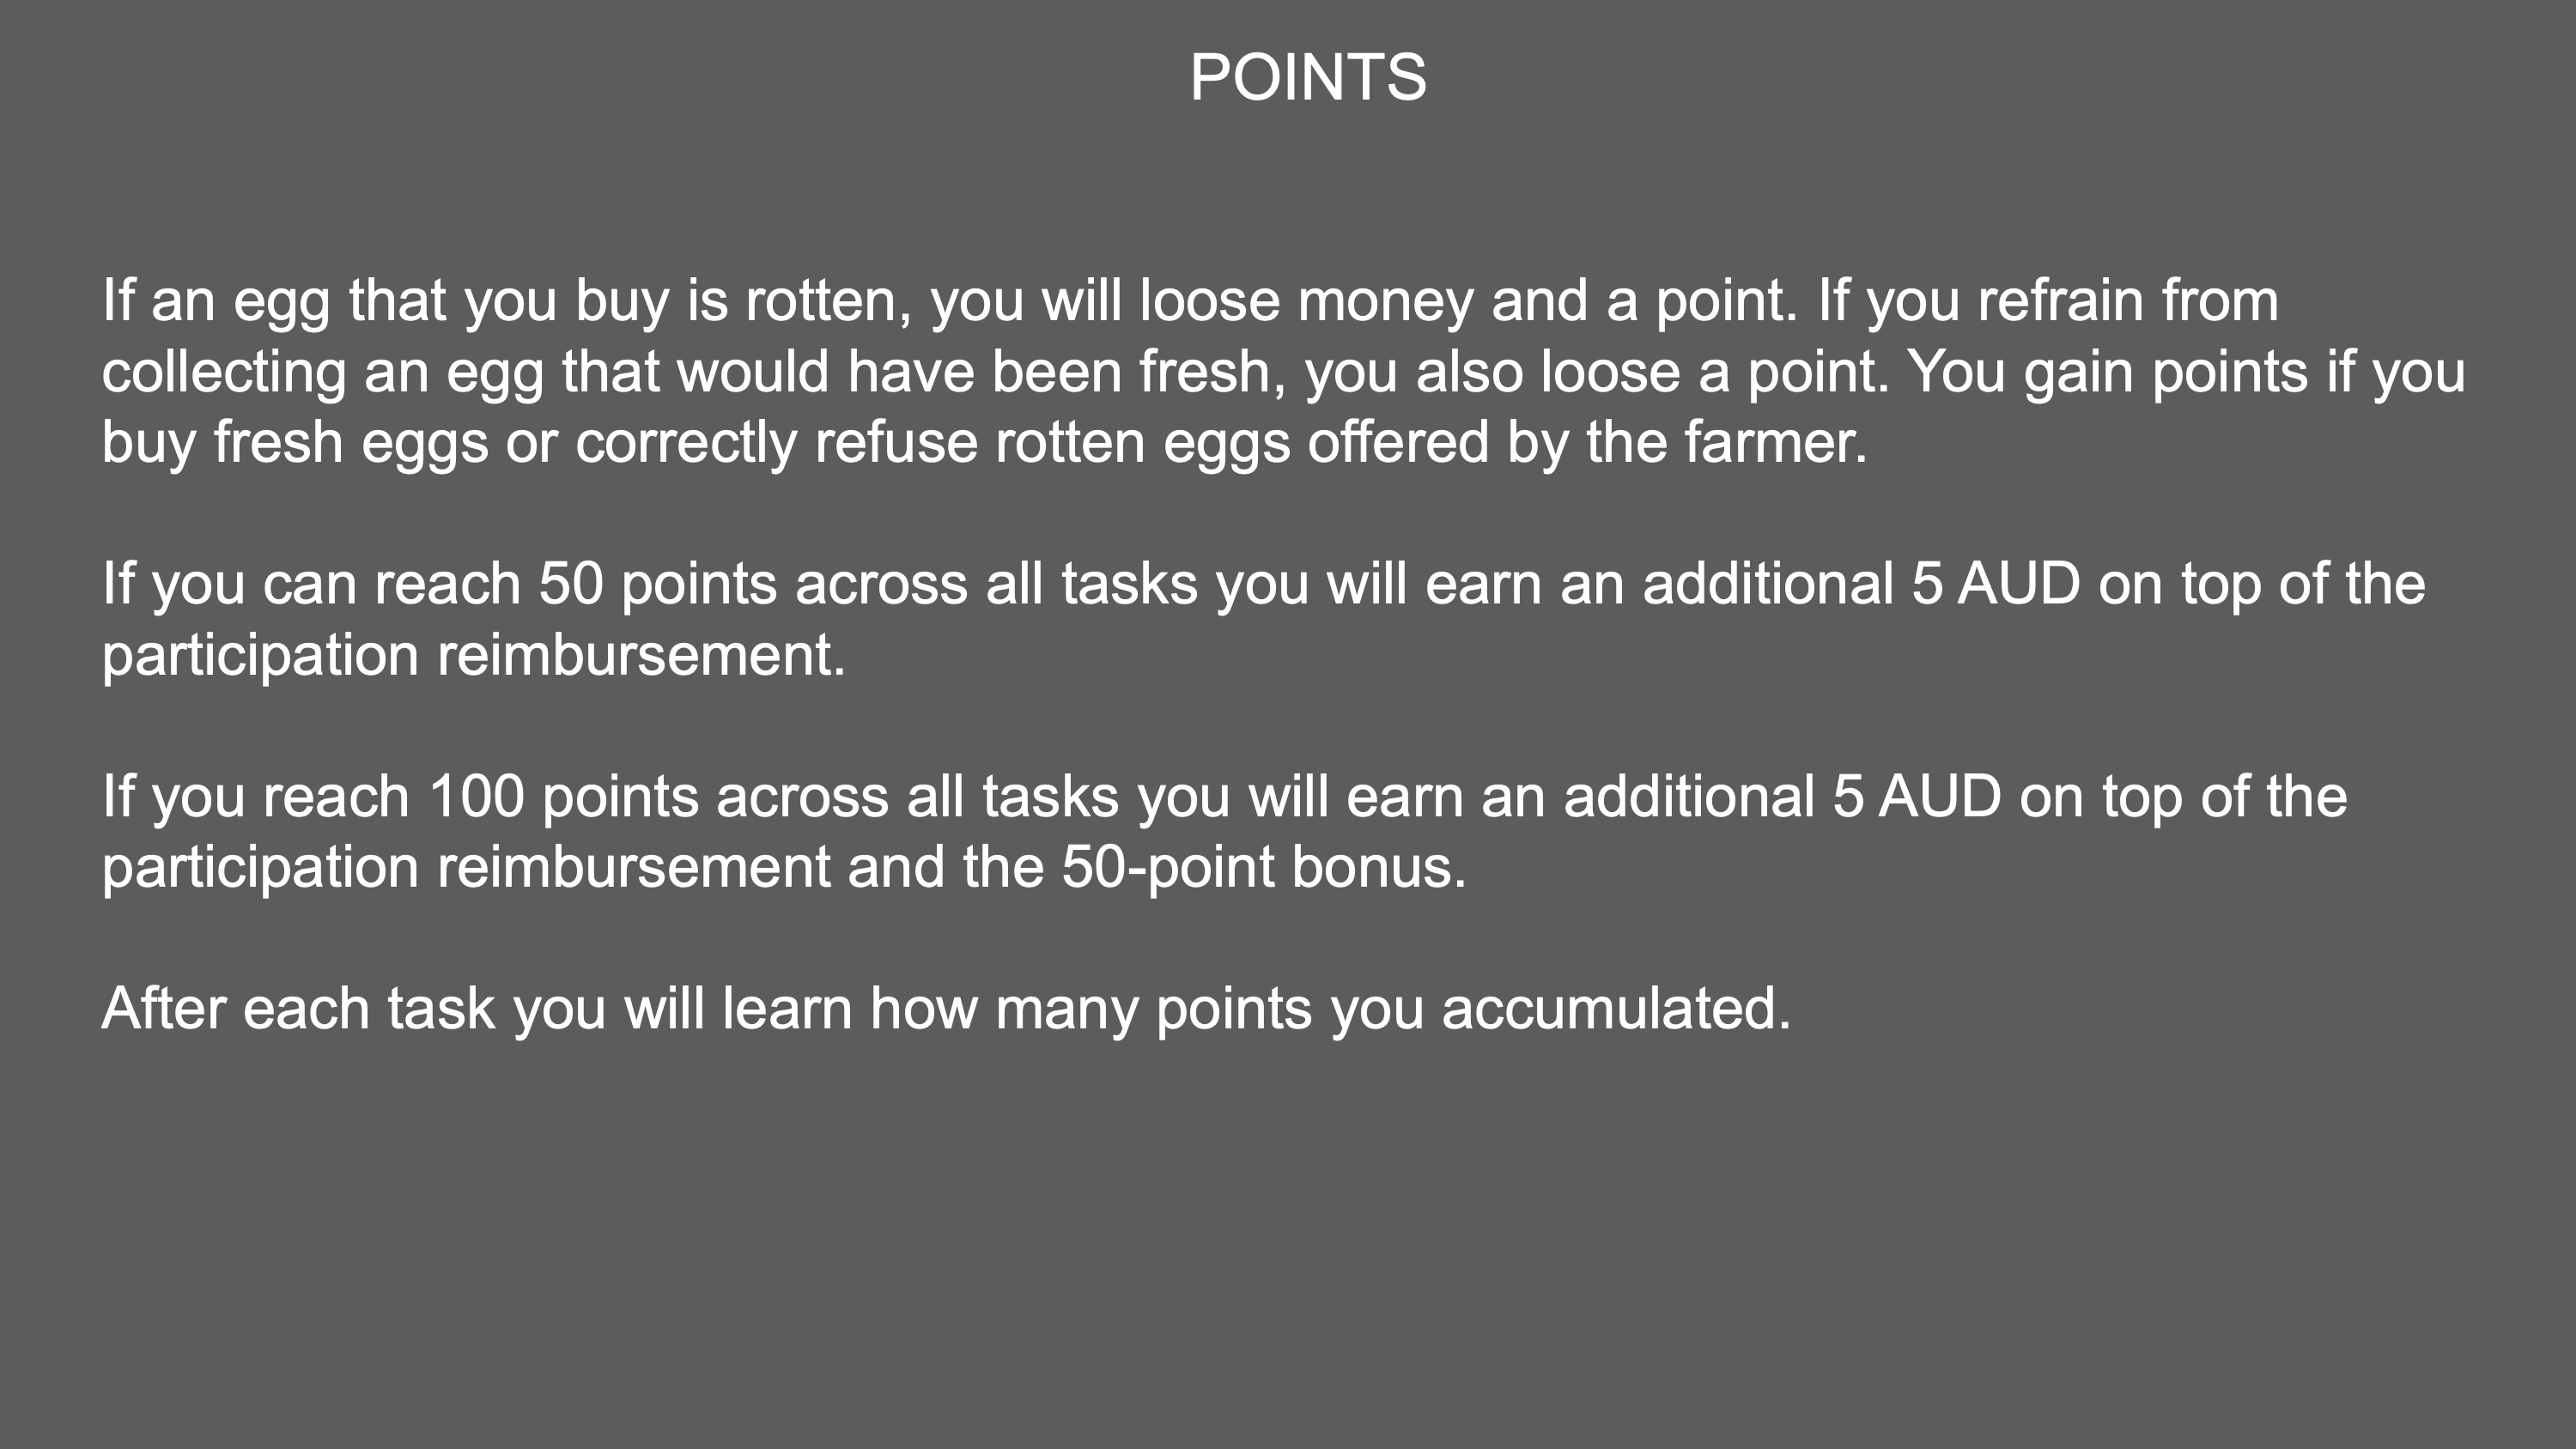 POINTS
If an egg that you buy is rotten, you will loose money and a point. If you refrain from
collecting an egg that would have been fresh, you also loose a point. You gain points if you
buy fresh eggs or correctly refuse rotten eggs offered by the farmer.
If you can reach 50 points across all tasks you will earn an additional 5 AUD on top of the
participation reimbursement.
If you reach 100 points across all tasks you will earn an additional 5 AUD on top of the
participation reimbursement and the 50-point bonus.
After each task you will learn how many points you accumulated.